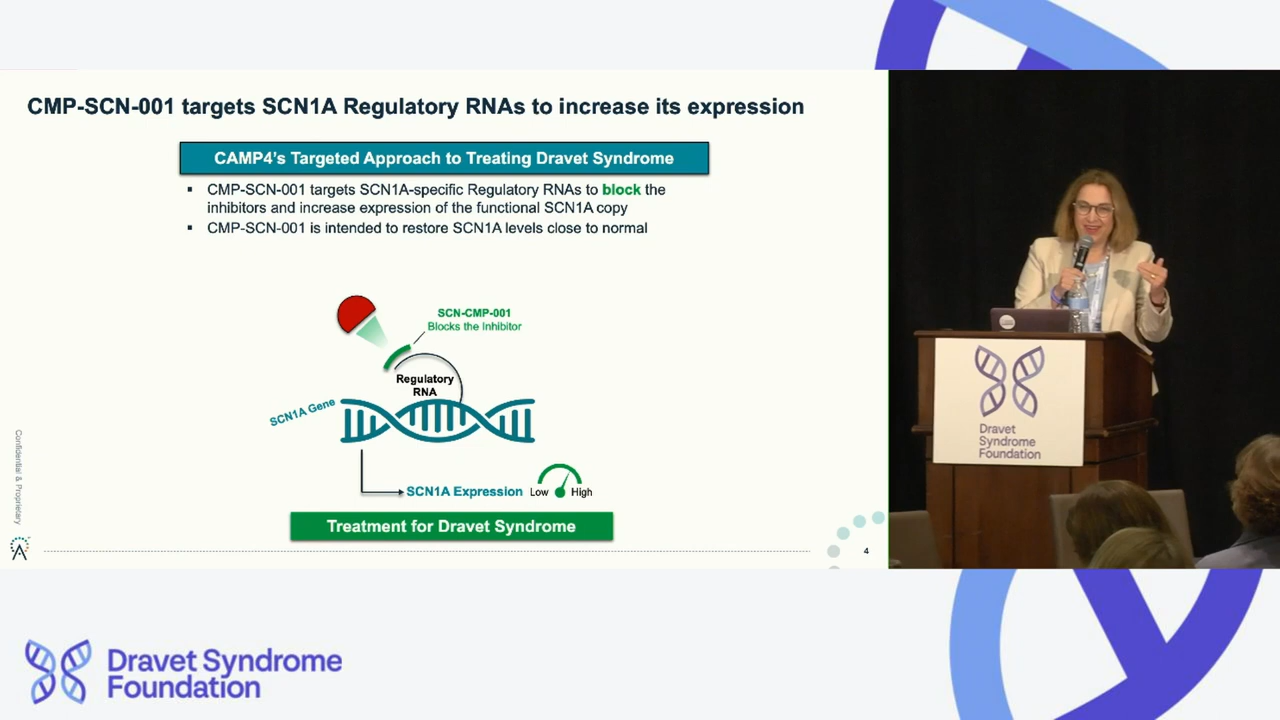 CMP-SCN-001 targets SCN1A Regulatory RNAs to increase its expression
CAMP4's Targeted Approach to Treating Dravet Syndrome
▪ CMP-SCN-001 targets SCN1A-specific Regulatory RNAs to block the
inhibitors and increase expression of the functional SCN1A copy
▪ CMP-SCN-001 is intended to restore SCN1A levels close to normal
SCN-CMP-001
Blocks the Inhibitor
Regulatory
RNA
SCN1A Gene
SCN1A Expression
Low
High
Treatment for Dravet Syndrome
Confidential & Proprietary
4
Dravet
Syndrome
Foundation
Dravet Syndrome
Foundation